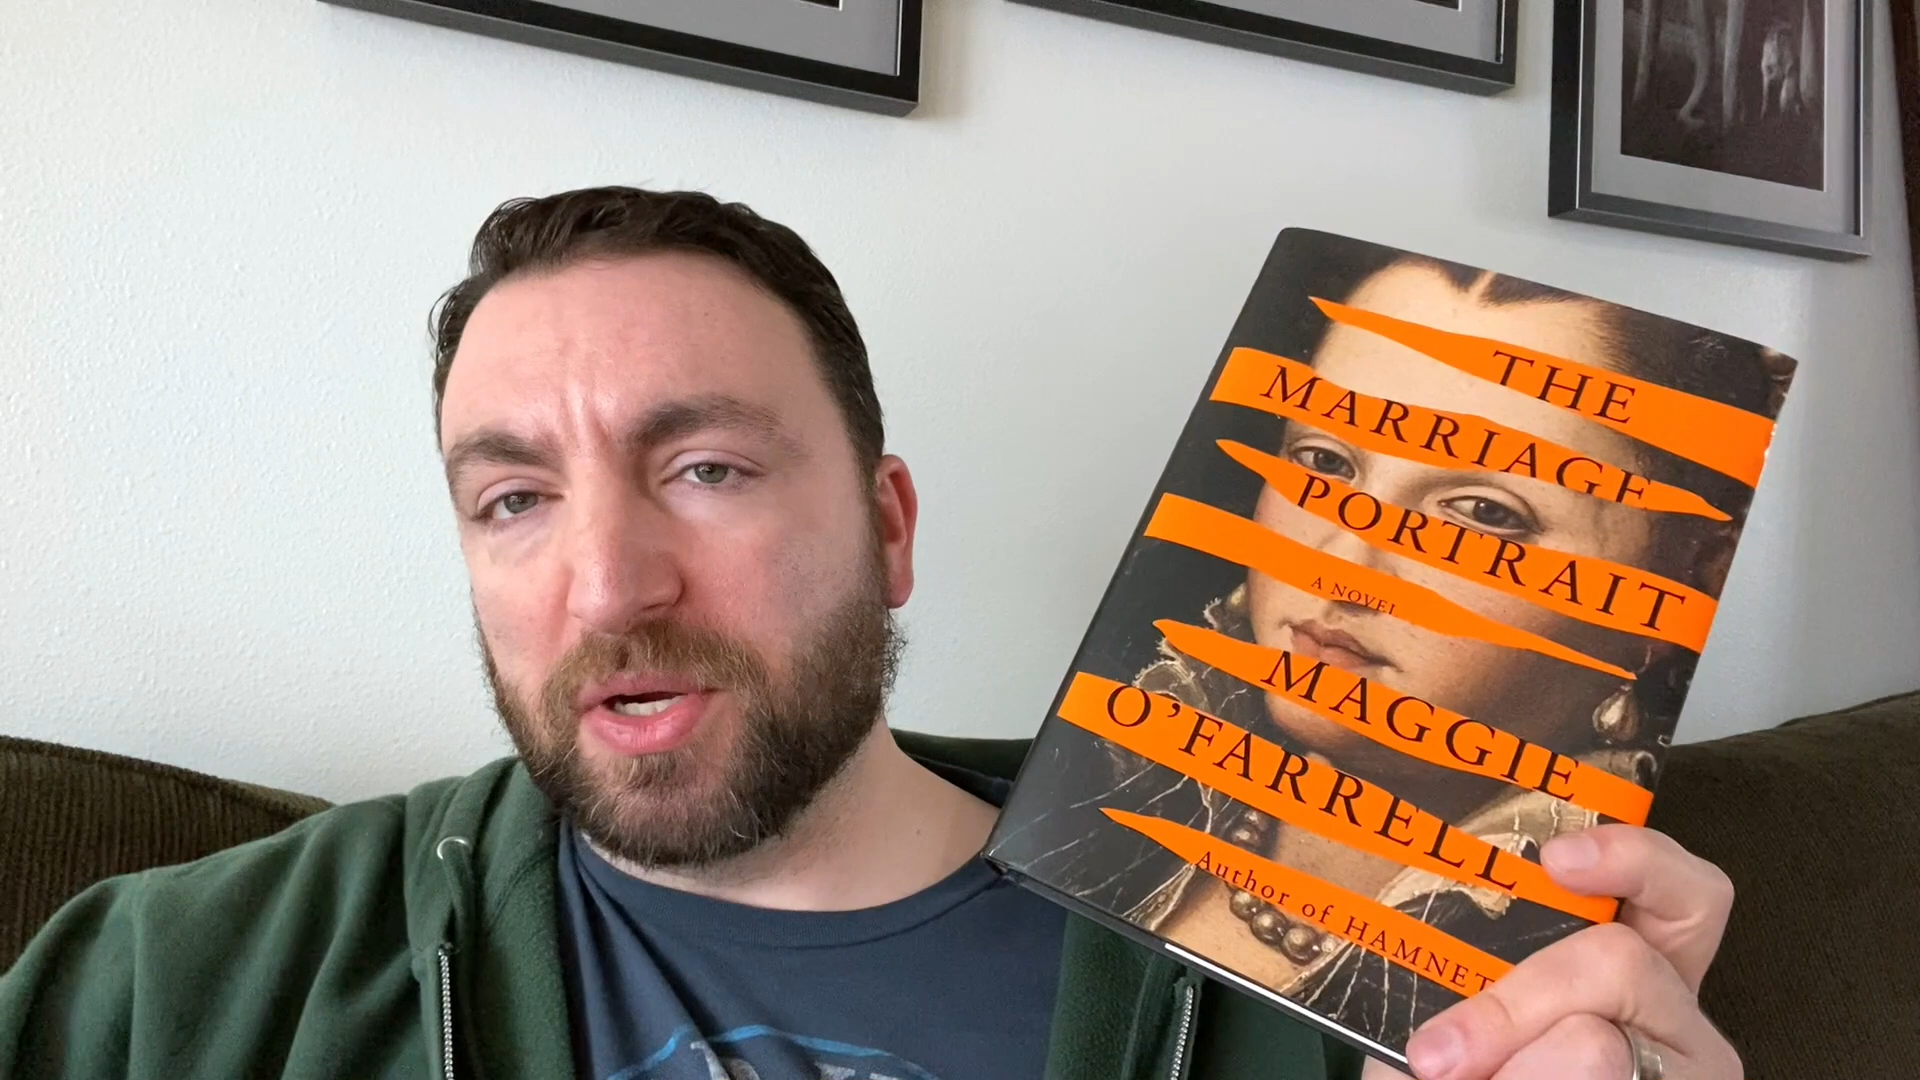 THE
MARRIAGE
PORTRAIT
A NOVEL
MAGGIE
O'FARRELL
Author of HAMNET